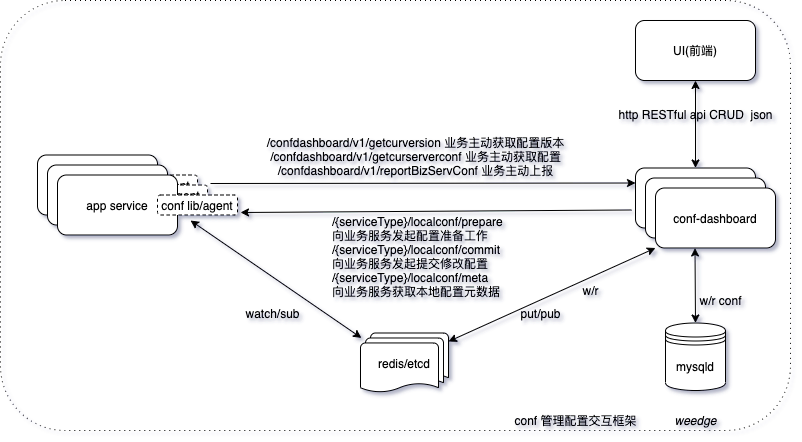 UI(前端)
http RESTful api CRUD json
/confdashboard/v1/getcurversion 业务主动获取配置版本
/confdashboard/v1/getcurserverconf 业务主动获取配置
/confdashboard/v1/reportBizServConf 业务主动上报
app service
conf lib/agent
conf-dashboard
/{serviceType}/localconf/prepare
向业务服务发起配置准备工作
/{serviceType}/localconf/commit
向业务服务发起提交修改配置
/{serviceType}/localconf/meta
向业务服务获取本地配置元数据
w/r
w/r conf
watch/sub
put/pub
redis/etcd
mysqld
conf 管理配置交互框架
weedge